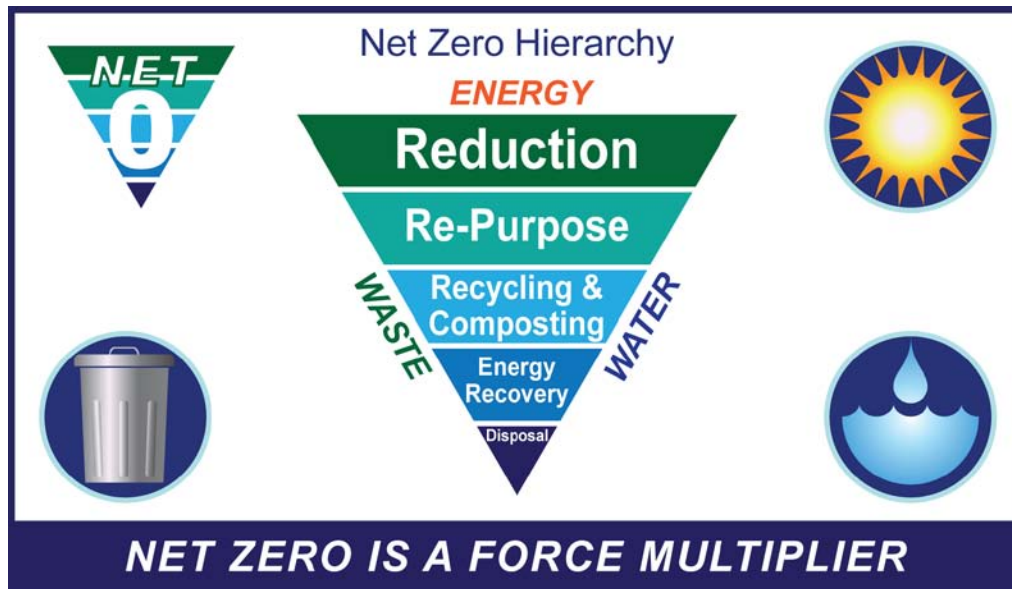 NET
0
Net Zero Hierarchy
ENERGY
Reduction
Re-Purpose
Recycling &
Composting
Energy
Recovery
Disposal
WASTE
WATER
NET ZERO IS A FORCE MULTIPLIER